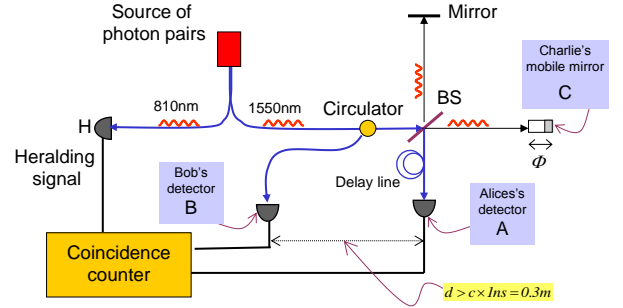 Source of
photon pairs
Mirror
Charlie's
mobile mirror
C
810nm
1550nm
Circulator
BS
H
Φ
Heralding
signal
Bob's
detector
B
Delay line
Alices's
detector
A
Coincidence
counter
d > c × 1ns = 0.3m